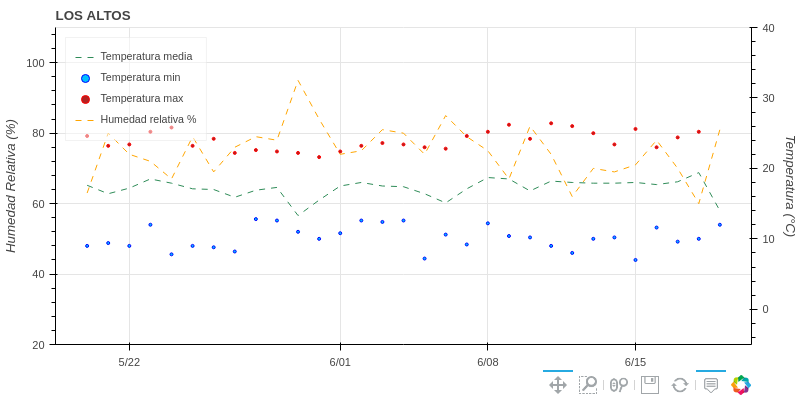 LOS ALTOS
Temperatura media
Temperatura min
Temperatura max
Humedad relativa %
Humedad Relativa (%)
100
80
60
40
20
40
30
20
10
0
Temperatura (°C)
5/22
6/01
6/08
6/15